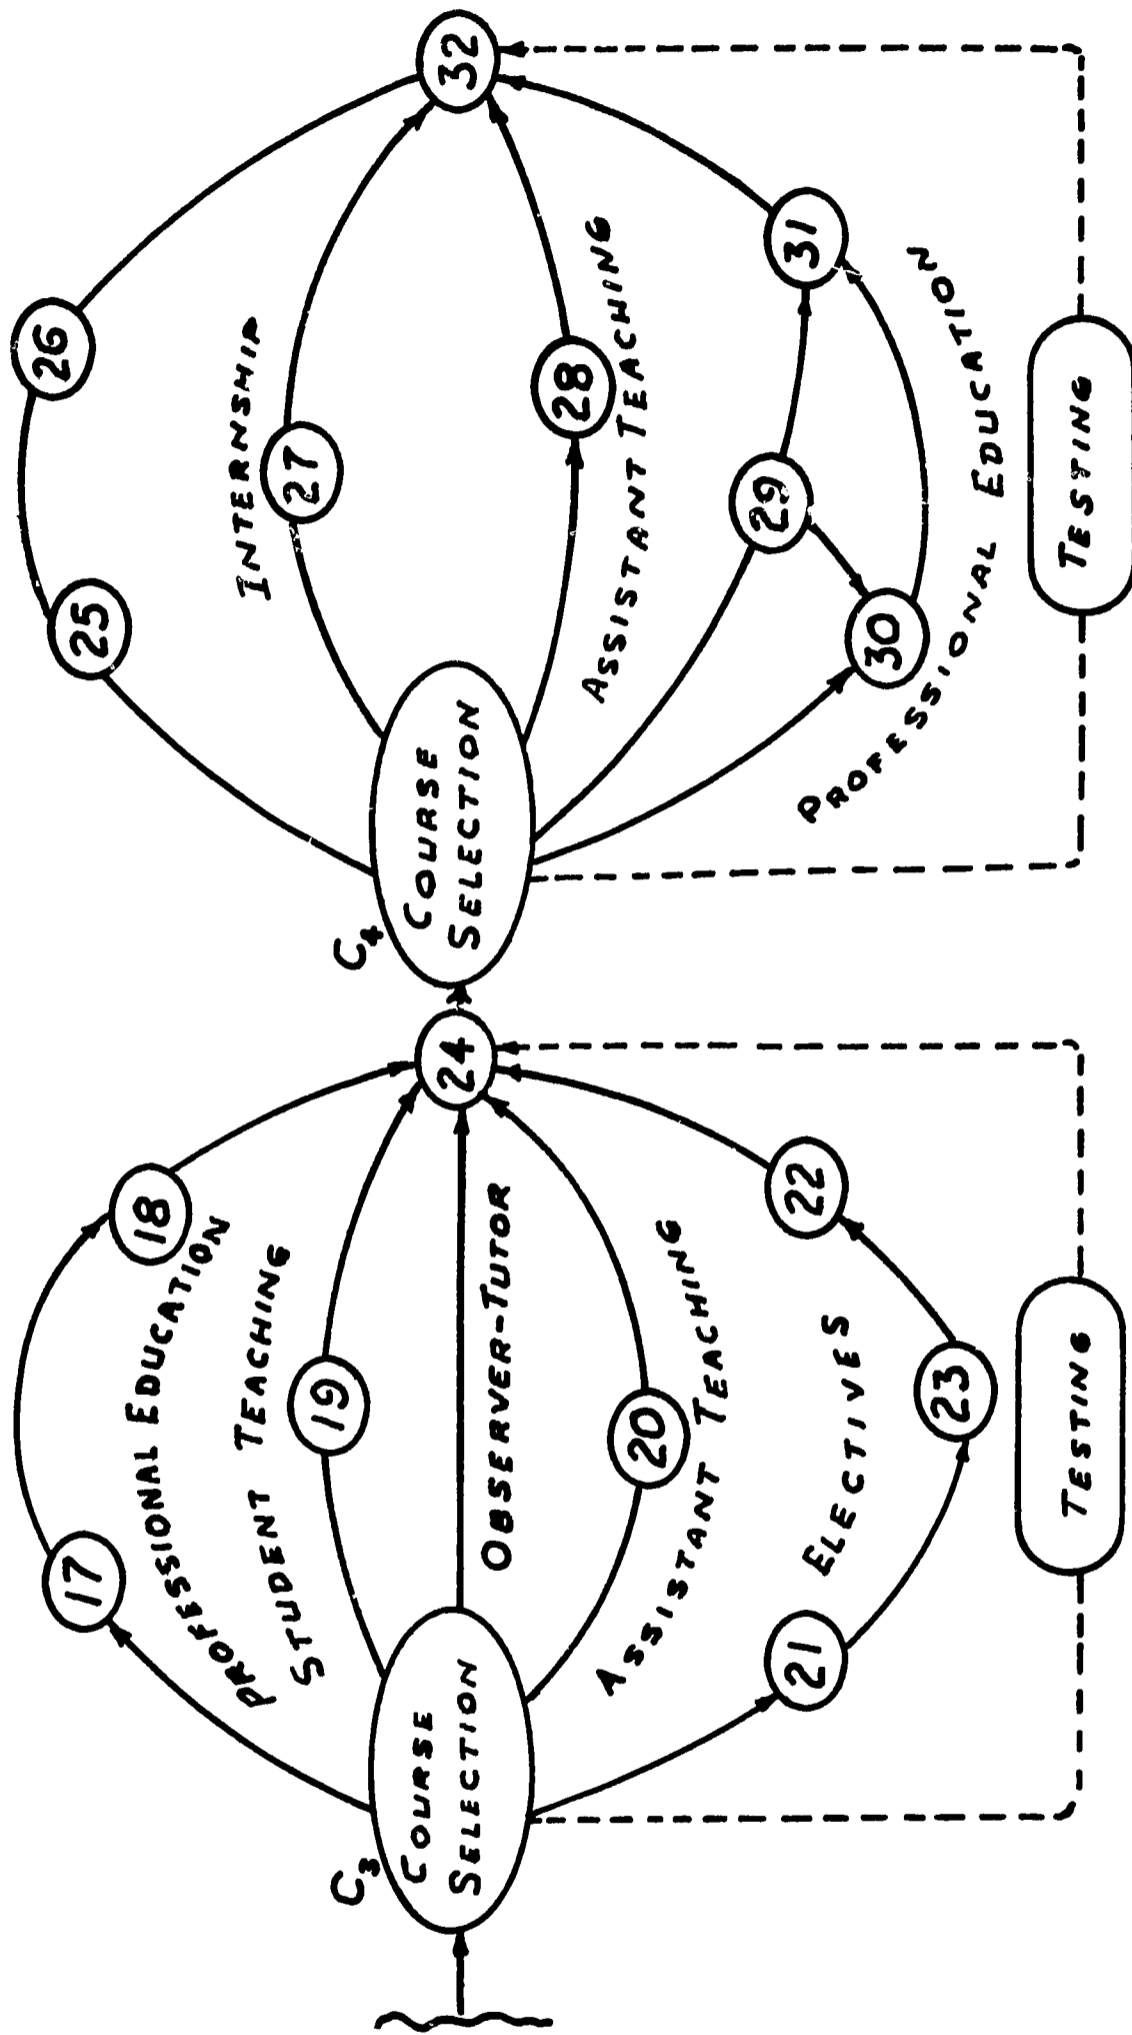 C3
COURSE
SELECTION
17
18
PROFESSIONAL EDUCATION
STUDENT TEACHING
19
OBSERVER-TUTOR
20
ASSISTANT TEACHING
ELECTIVES
21
23
22
24
TESTING
C4
COURSE
SELECTION
25
26
INTERNSHIP
27
28
ASSISTANT TEACHING
29
30
31
PROFESSIONAL EDUCATION
32
TESTING